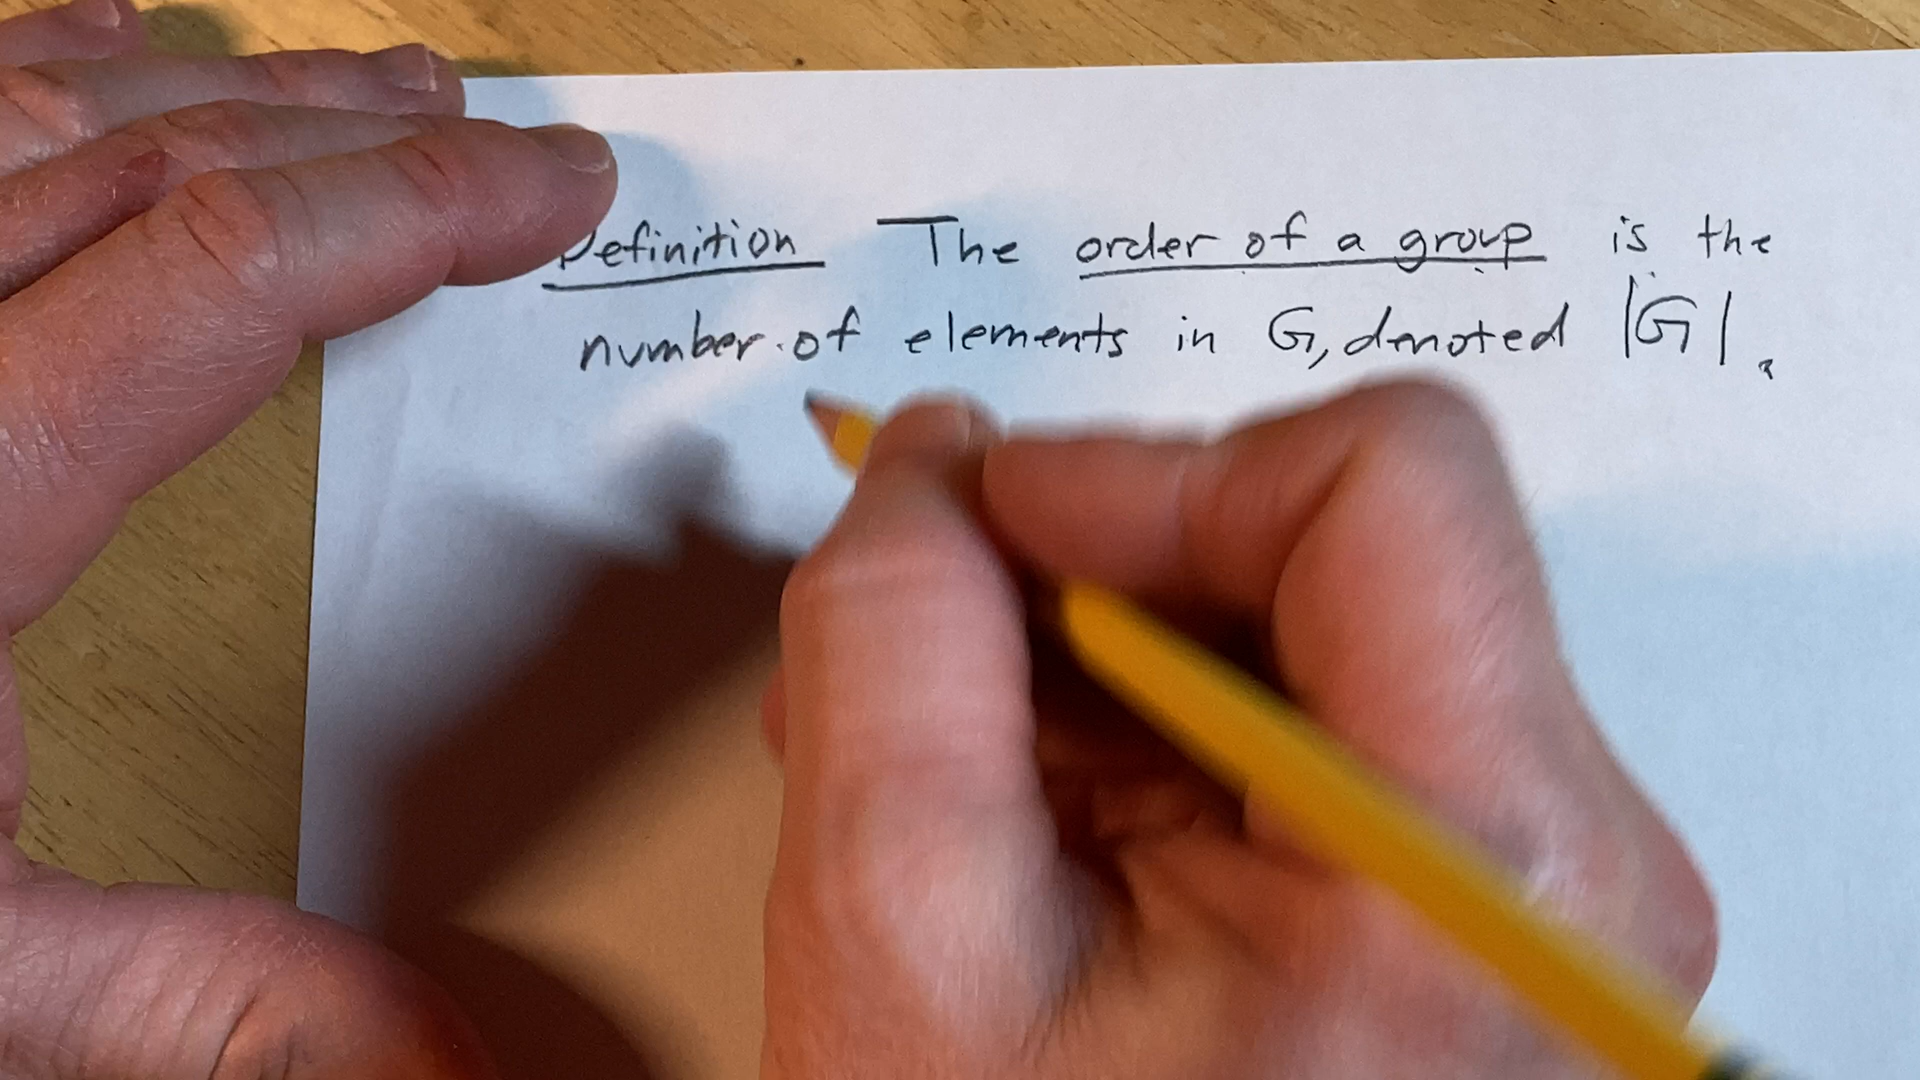 Definition The order of a group is the
number of elements in G, denoted |G|.